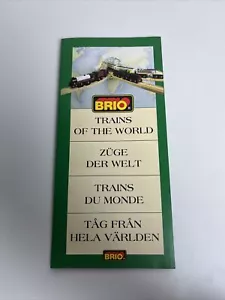 BRIO.
TRAINS
OF THE WORLD
ZÜGE
DER WELT
TRAINS
DU MONDE
TÅG FRÅN
HELA VÄRLDEN
BRIO.